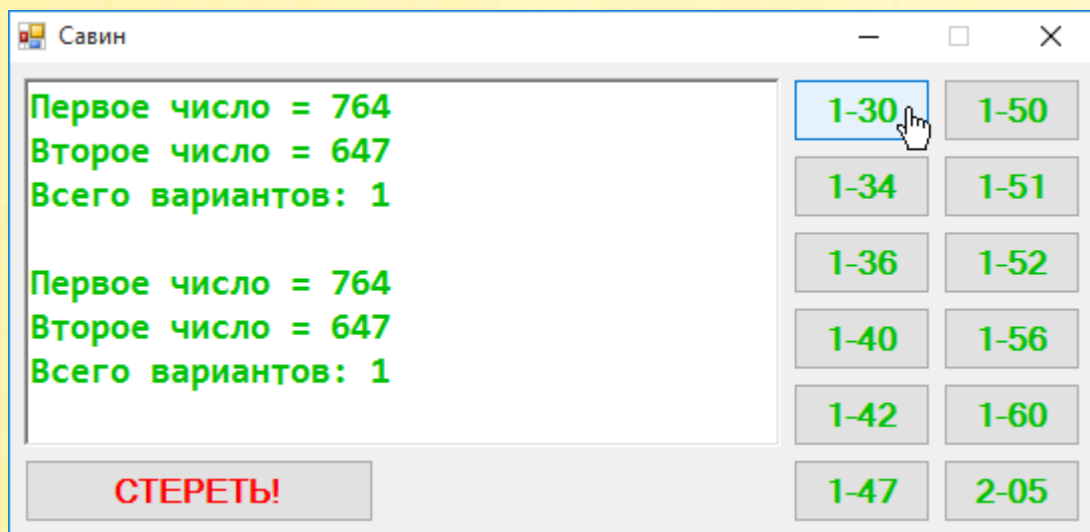 Савин
Первое число = 764
Второе число = 647
Всего вариантов: 1
Первое число = 764
Второе число = 647
Всего вариантов: 1
1-30 1-50
1-34 1-51
1-36 1-52
1-40 1-56
1-42 1-60
1-47 2-05
СТЕРЕТЬ!